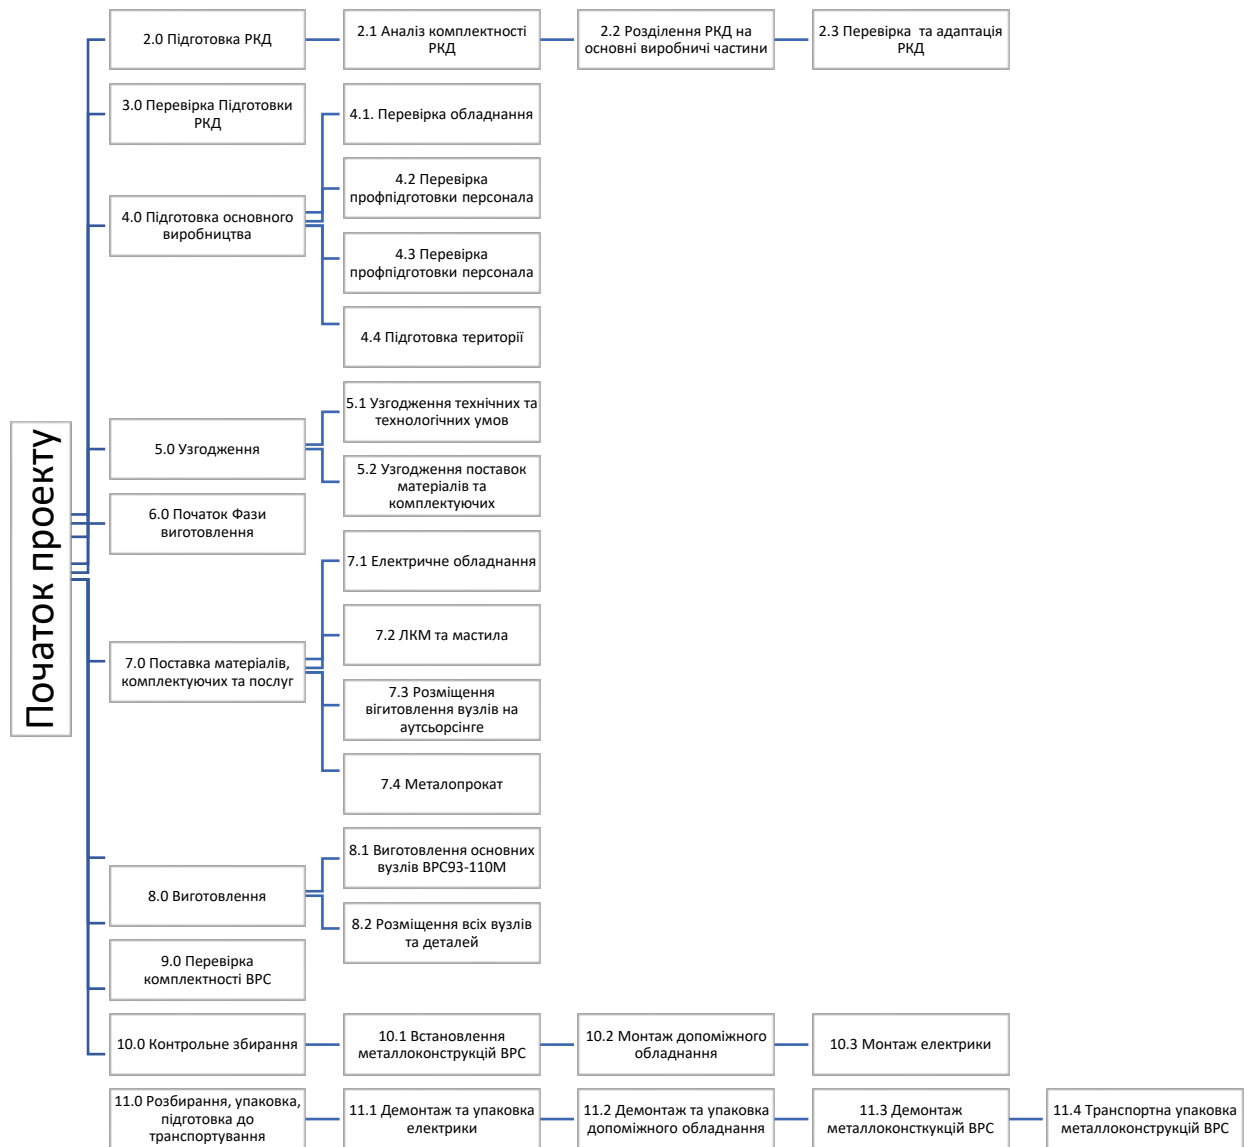 Початок проекту
2.0 Підготовка РКД
2.1 Аналіз комплектності
РКД
2.2 Розділення РКД на
основні виробничі частини
2.3 Перевірка та адаптація
РКД
3.0 Перевірка Підготовки
РКД
4.0 Підготовка основного
виробництва
4.1. Перевірка обладнання
4.2 Перевірка
профпідготовки персонала
4.3 Перевірка
профпідготовки персонала
4.4 Підготовка території
5.0 Узгодження
5.1 Узгодження технічних та
технологічних умов
5.2 Узгодження поставок
матеріалів та
комплектуючих
6.0 Початок Фази
виготовлення
7.0 Поставка матеріалів,
комплектуючих та послуг
7.1 Електричне обладнання
7.2 ЛКМ та мастила
7.3 Розміщення
вігитовлення вузлів на
аутсьорсінге
7.4 Металопрокат
8.0 Виготовлення
8.1 Виготовлення основних
вузлів ВРС93-110М
8.2 Розміщення всіх вузлів
та деталей
9.0 Перевірка
комплектності ВРС
10.0 Контрольне збирання
10.1 Встановлення
металлоконструкцій ВРС
10.2 Монтаж допоміжного
обладнання
10.3 Монтаж електрики
11.0 Розбирання, упаковка,
підготовка до
транспортування
11.1 Демонтаж та упаковка
електрики
11.2 Демонтаж та упаковка
допоміжного обладнання
11.3 Демонтаж
металлоконсткукцій ВРС
11.4 Транспортна упаковка
металлоконструкцій ВРС